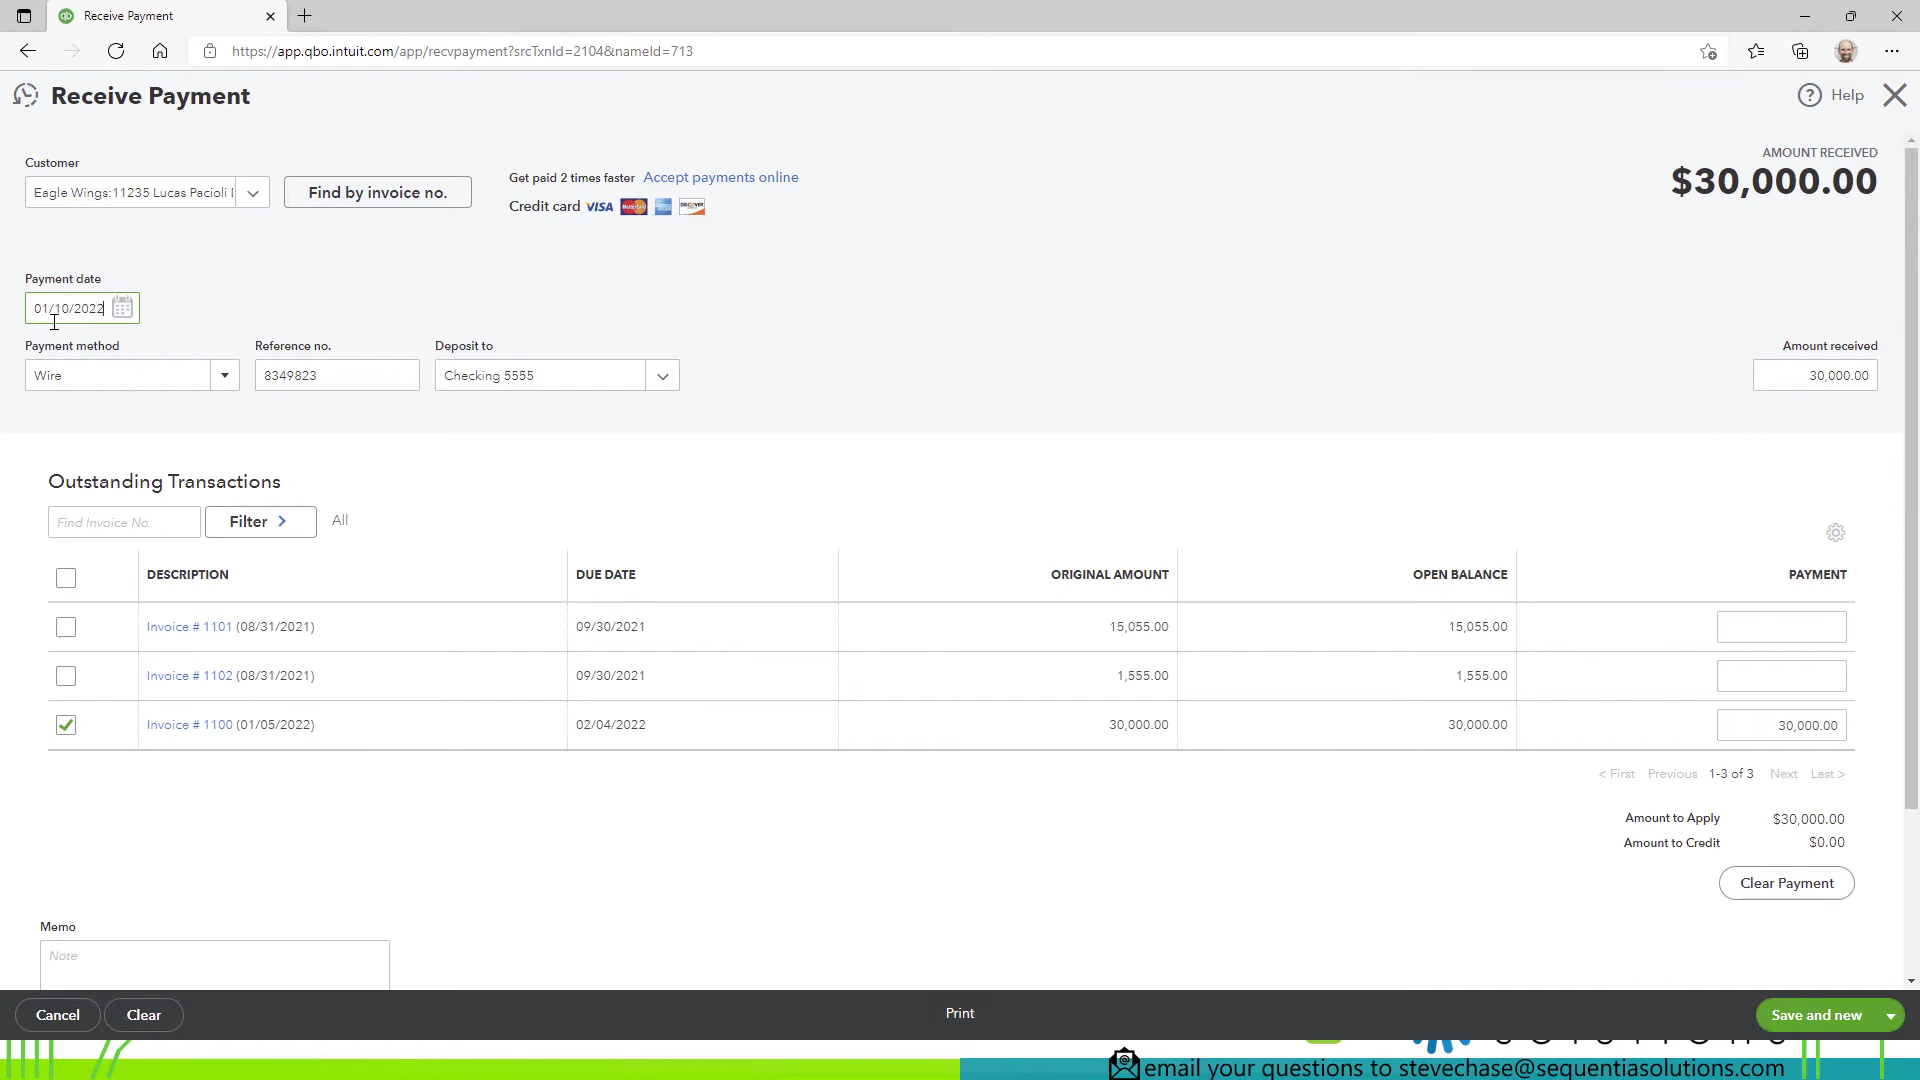 Receive Payment
https://app.qbo.intuit.com/app/recvpayment?srcTxnId=2104&nameId=713
Receive Payment
Help
Customer
Eagle Wings:11235 Lucas Pacioli
Find by invoice no.
Get paid 2 times faster Accept payments online
Credit card VISA MasterCard DISCOVER
AMOUNT RECEIVED
$30,000.00
Payment date
01/10/2022
Payment method Reference no. Deposit to Amount received
Wire 8349823 Checking 5555 30,000.00
Outstanding Transactions
Find Invoice No. Filter > All
DESCRIPTION DUE DATE ORIGINAL AMOUNT OPEN BALANCE PAYMENT
Invoice # 1101 (08/31/2021) 09/30/2021 15,055.00 15,055.00
Invoice # 1102 (08/31/2021) 09/30/2021 1,555.00 1,555.00
Invoice # 1100 (01/05/2022) 02/04/2022 30,000.00 30,000.00 30,000.00
< First Previous 1-3 of 3 Next Last >
Amount to Apply $30,000.00
Amount to Credit $0.00
Clear Payment
Memo
Note
Cancel Clear Print Save and new
email your questions to stevechase@sequentiasolutions.com